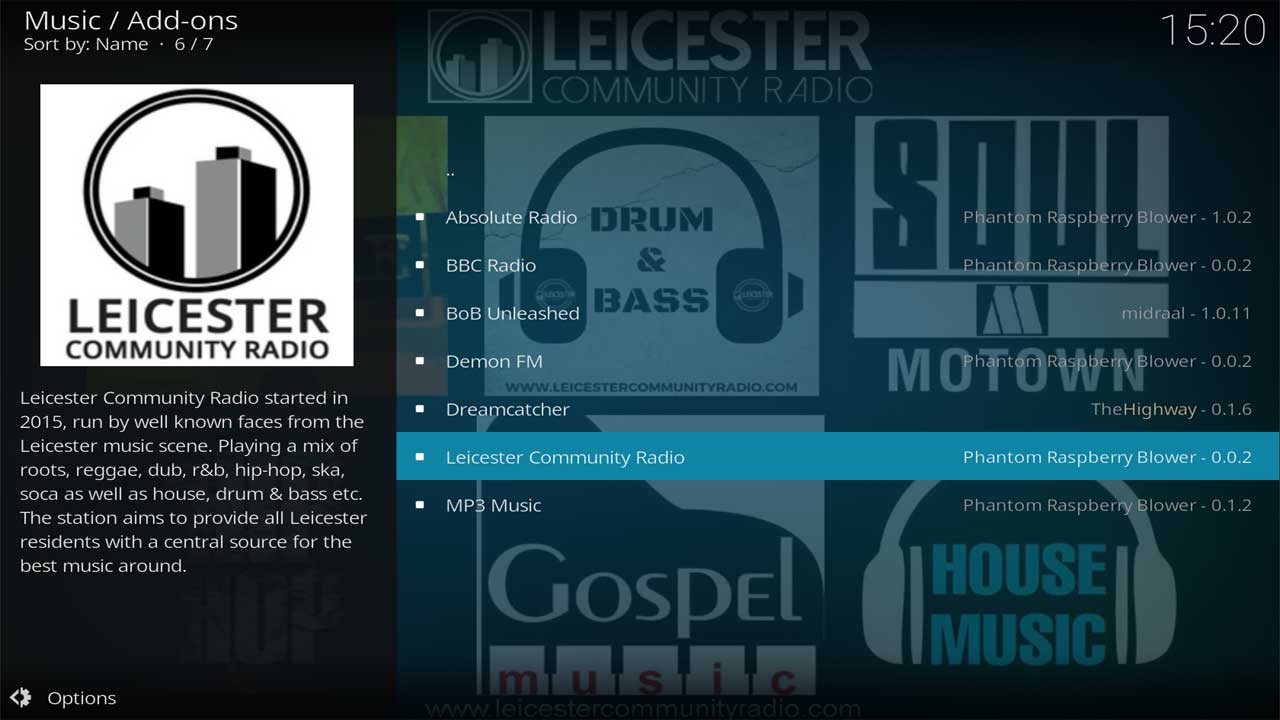 Music / Add-ons
Sort by: Name · 6 / 7
15:20
LEICESTER
COMMUNITY RADIO
LEICESTER
COMMUNITY RADIO
Leicester Community Radio started in
2015, run by well known faces from the
Leicester music scene. Playing a mix of
roots, reggae, dub, r&b, hip-hop, ska,
soca as well as house, drum & bass etc.
The station aims to provide all Leicester
residents with a central source for the
best music around.
..
Absolute Radio Phantom Raspberry Blower - 1.0.2
BBC Radio Phantom Raspberry Blower - 0.0.2
BoB Unleashed midraal - 1.0.11
Demon FM Phantom Raspberry Blower - 0.0.2
Dreamcatcher TheHighway - 0.1.6
Leicester Community Radio Phantom Raspberry Blower - 0.0.2
MP3 Music Phantom Raspberry Blower - 0.1.2
DRUM
&
BASS
WWW.LEICESTERCOMMUNITYRADIO.COM
SOUL
MOTOWN
GOSPEL
music
HOUSE
MUSIC
HOP
www.leicestercommunityradio.com
Options